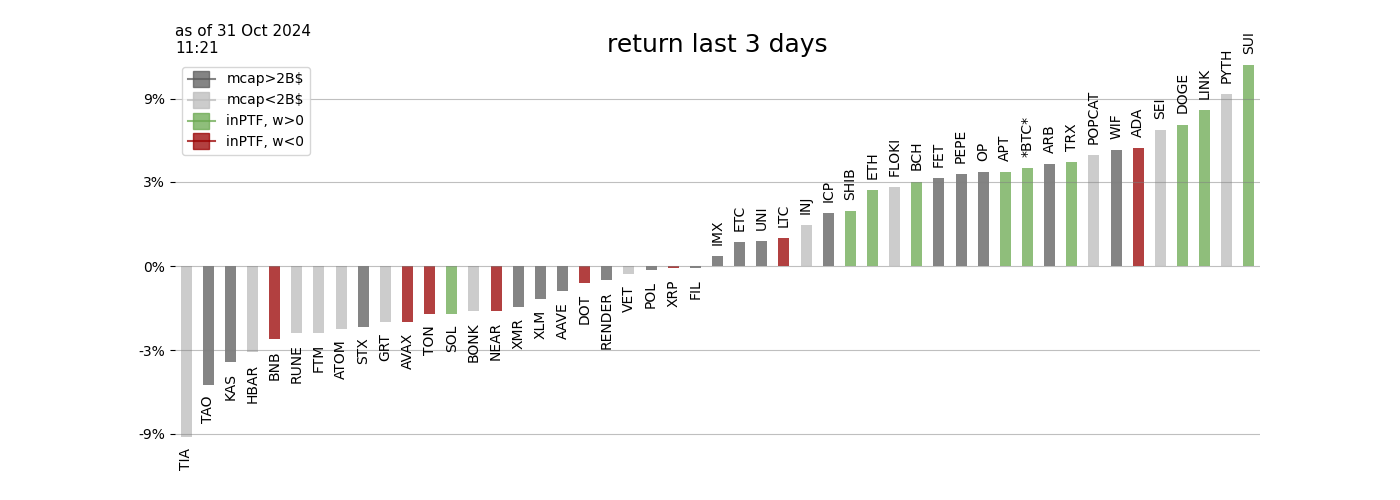 as of 31 Oct 2024
11:21
return last 3 days
mcap>2B$
mcap<2B$
inPTF, w>0
inPTF, w<0
9%
3%
0%
-3%
-9%
TIA
TAO
KAS
HBAR
BNB
RUNE
FTM
ATOM
STX
GRT
AVAX
TON
SOL
BONK
NEAR
XMR
XLM
AAVE
DOT
RENDER
VET
POL
XRP
FIL
IMX
ETC
UNI
LTC
INJ
ICP
SHIB
ETH
FLOKI
BCH
FET
PEPE
OP
APT
*BTC*
ARB
TRX
POPCAT
WIF
ADA
SEI
DOGE
LINK
PYTH
SUI